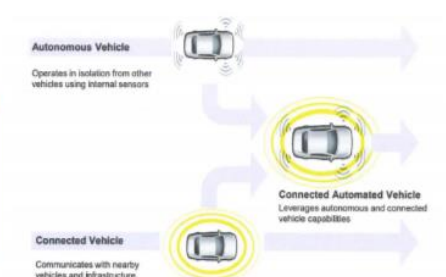 Autonomous Vehicle
Operates in isolation from other
vehicles using internal sensors
Connected Automated Vehicle
Leverages autonomous and connected
vehicle capabilities
Connected Vehicle
Communicates with nearby
vehicles and infrastructure